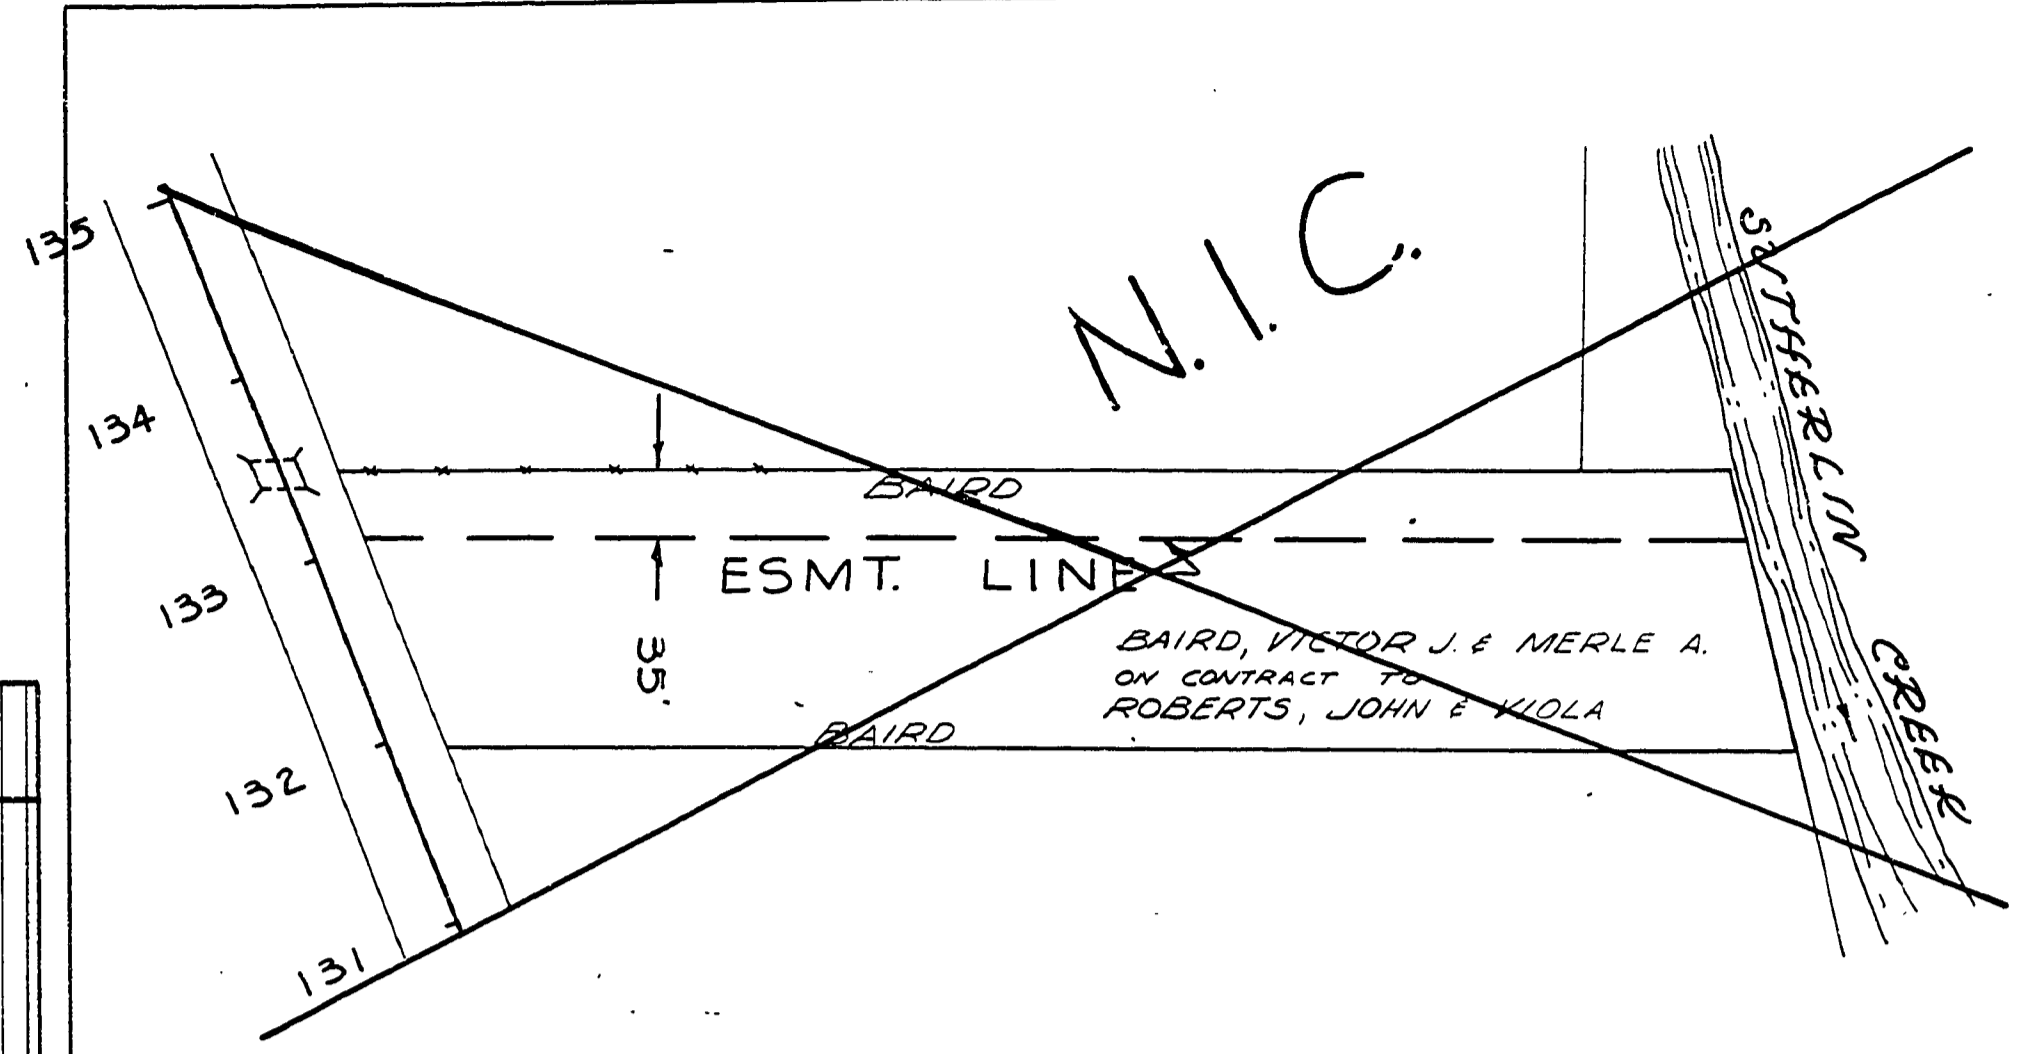 N.I.C.
135
134
133
132
131
BAIRD
ESMT. LINE
35'
BAIRD, VICTOR J. & MERLE A.
ON CONTRACT TO
ROBERTS, JOHN & VIOLA
BAIRD
SUTHERLIN CREEK